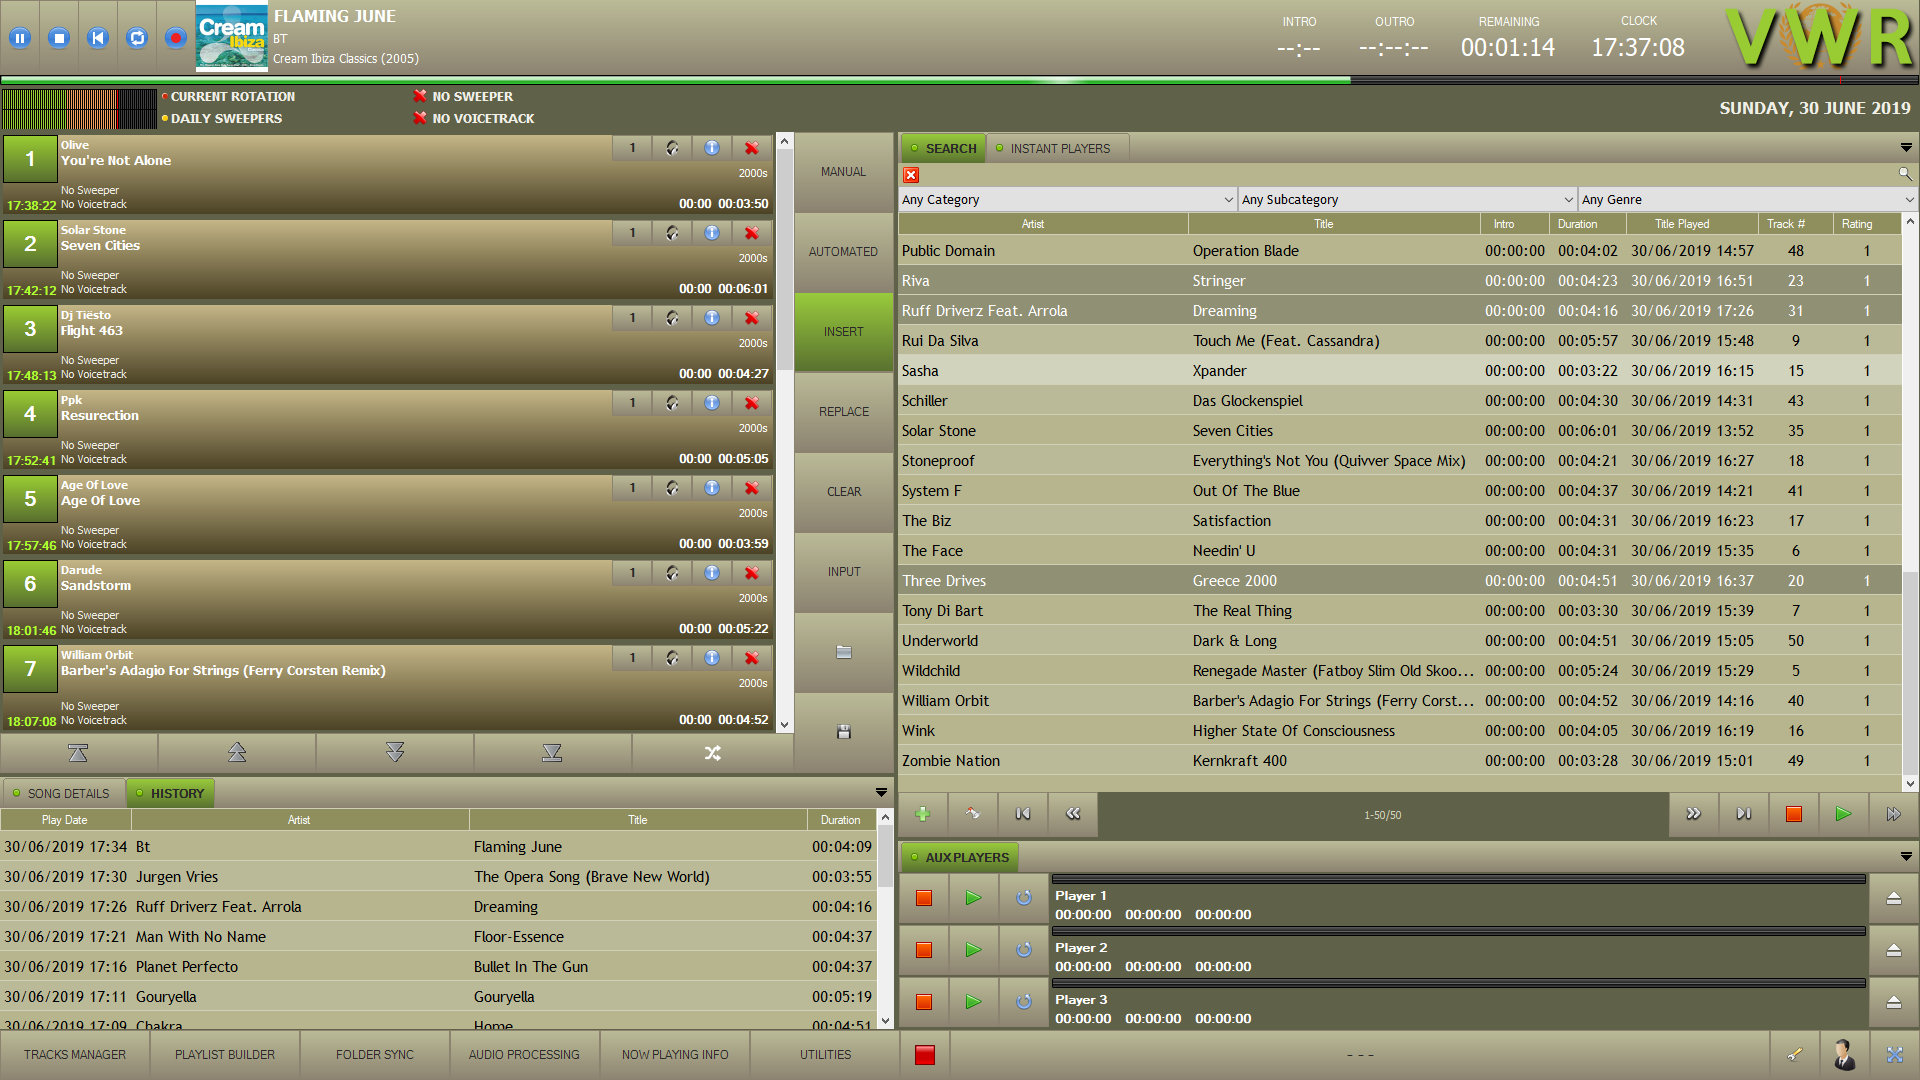 FLAMING JUNE
BT
Cream Ibiza Classics (2005)
Cream
Ibiza
INTRO OUTRO REMAINING CLOCK
--:-- --:--:-- 00:01:14 17:37:08
VWR
CURRENT ROTATION NO SWEEPER
DAILY SWEEPERS NO VOICETRACK
SUNDAY, 30 JUNE 2019
1 Olive 1
You're Not Alone
2000s
No Sweeper
17:38:22 No Voicetrack 00:00 00:03:50
2 Solar Stone 1
Seven Cities
2000s
No Sweeper
17:42:12 No Voicetrack 00:00 00:06:01
3 Dj Tiësto 1
Flight 463
2000s
No Sweeper
17:48:13 No Voicetrack 00:00 00:04:27
4 Ppk 1
Resurection
2000s
No Sweeper
17:52:41 No Voicetrack 00:00 00:05:05
5 Age Of Love 1
Age Of Love
2000s
No Sweeper
17:57:46 No Voicetrack 00:00 00:03:59
6 Darude 1
Sandstorm
2000s
No Sweeper
18:01:46 No Voicetrack 00:00 00:05:22
7 William Orbit 1
Barber's Adagio For Strings (Ferry Corsten Remix)
2000s
No Sweeper
18:07:08 No Voicetrack 00:00 00:04:52
MANUAL
AUTOMATED
INSERT
REPLACE
CLEAR
INPUT
SEARCH INSTANT PLAYERS
Any Category Any Subcategory Any Genre
Artist Title Intro Duration Title Played Track # Rating
Public Domain Operation Blade 00:00:00 00:04:02 30/06/2019 14:57 48 1
Riva Stringer 00:00:00 00:04:23 30/06/2019 16:51 23 1
Ruff Driverz Feat. Arrola Dreaming 00:00:00 00:04:16 30/06/2019 17:26 31 1
Rui Da Silva Touch Me (Feat. Cassandra) 00:00:00 00:05:57 30/06/2019 15:48 9 1
Sasha Xpander 00:00:00 00:03:22 30/06/2019 16:15 15 1
Schiller Das Glockenspiel 00:00:00 00:04:30 30/06/2019 14:31 43 1
Solar Stone Seven Cities 00:00:00 00:06:01 30/06/2019 13:52 35 1
Stoneproof Everything's Not You (Quivver Space Mix) 00:00:00 00:04:21 30/06/2019 16:27 18 1
System F Out Of The Blue 00:00:00 00:04:37 30/06/2019 14:21 41 1
The Biz Satisfaction 00:00:00 00:04:31 30/06/2019 16:23 17 1
The Face Needin' U 00:00:00 00:04:31 30/06/2019 15:35 6 1
Three Drives Greece 2000 00:00:00 00:04:51 30/06/2019 16:37 20 1
Tony Di Bart The Real Thing 00:00:00 00:03:30 30/06/2019 15:39 7 1
Underworld Dark & Long 00:00:00 00:04:51 30/06/2019 15:05 50 1
Wildchild Renegade Master (Fatboy Slim Old Skoo... 00:00:00 00:05:24 30/06/2019 15:29 5 1
William Orbit Barber's Adagio For Strings (Ferry Corst... 00:00:00 00:04:52 30/06/2019 14:16 40 1
Wink Higher State Of Consciousness 00:00:00 00:04:05 30/06/2019 16:19 16 1
Zombie Nation Kernkraft 400 00:00:00 00:03:28 30/06/2019 15:01 49 1
1-50/50
SONG DETAILS HISTORY
Play Date Artist Title Duration
30/06/2019 17:34 Bt Flaming June 00:04:09
30/06/2019 17:30 Jurgen Vries The Opera Song (Brave New World) 00:03:55
30/06/2019 17:26 Ruff Driverz Feat. Arrola Dreaming 00:04:16
30/06/2019 17:21 Man With No Name Floor-Essence 00:04:37
30/06/2019 17:16 Planet Perfecto Bullet In The Gun 00:04:37
30/06/2019 17:11 Gouryella Gouryella 00:05:19
30/06/2019 17:09 Chakra Home 00:04:51
AUX PLAYERS
Player 1
00:00:00 00:00:00 00:00:00
Player 2
00:00:00 00:00:00 00:00:00
Player 3
00:00:00 00:00:00 00:00:00
TRACKS MANAGER PLAYLIST BUILDER FOLDER SYNC AUDIO PROCESSING NOW PLAYING INFO UTILITIES - - -